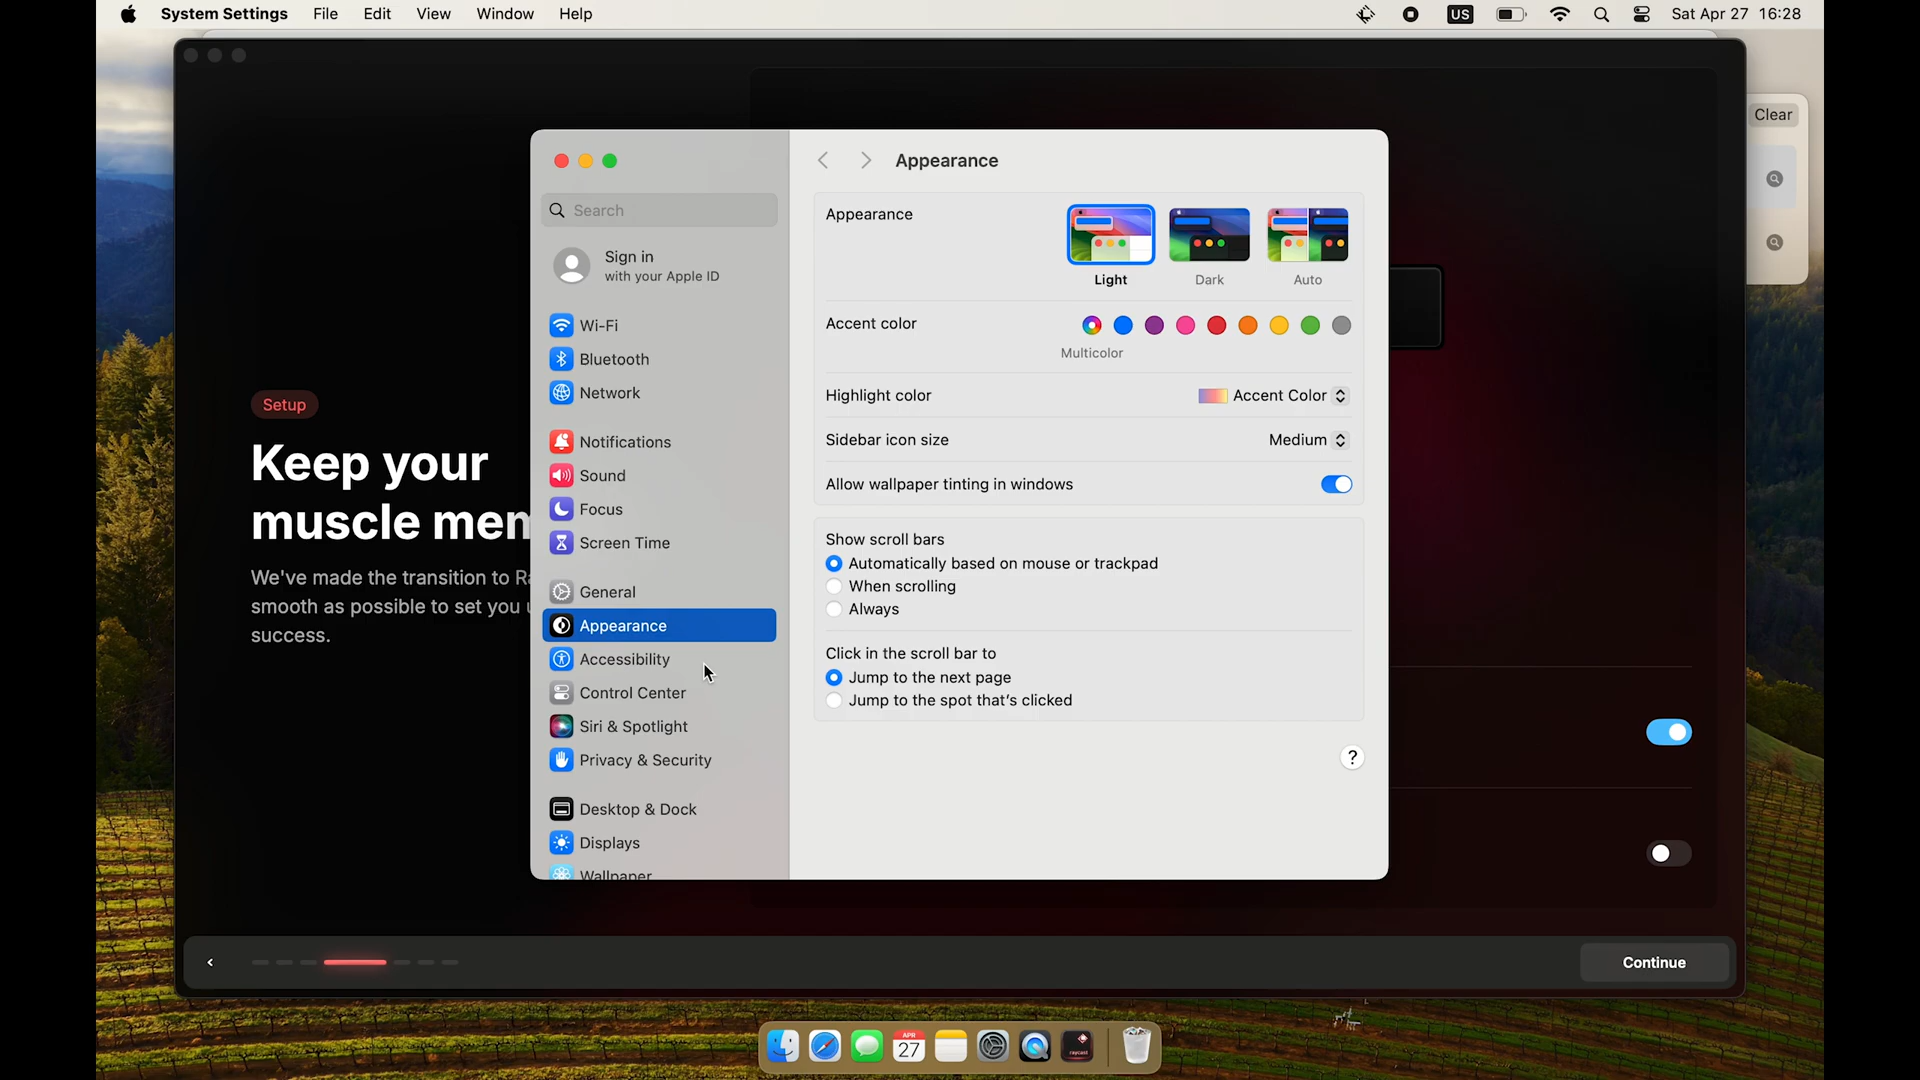 System Settings File Edit View Window Help US Sat Apr 27 16:28
Clear
Setup
Keep your
muscle mem
We've made the transition to Ra
smooth as possible to set you u
success.
Continue
Search
Sign in
with your Apple ID
Wi-Fi
Bluetooth
Network
Notifications
Sound
Focus
Screen Time
General
Appearance
Accessibility
Control Center
Siri & Spotlight
Privacy & Security
Desktop & Dock
Displays
Wallpaper
Appearance
Appearance
Light Dark Auto
Accent color
Multicolor
Highlight color Accent Color
Sidebar icon size Medium
Allow wallpaper tinting in windows
Show scroll bars
Automatically based on mouse or trackpad
When scrolling
Always
Click in the scroll bar to
Jump to the next page
Jump to the spot that's clicked
?
APR
27
raycast